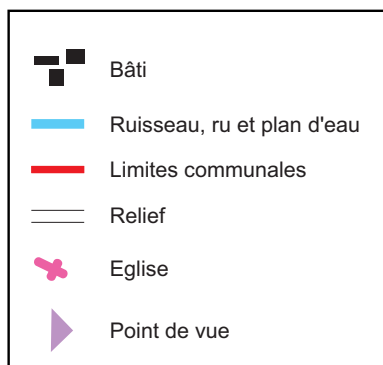 Bâti
Ruisseau, ru et plan d'eau
Limites communales
Relief
Eglise
Point de vue